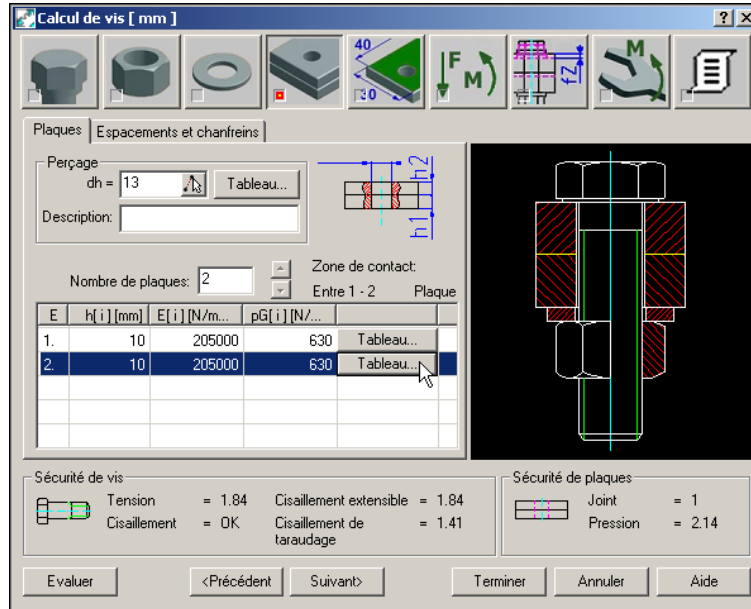 Calcul de vis [ mm ]
40
30
F
M
fZ
M
Plaques
Espacements et chanfreins
Perçage
dh = 13
Tableau...
Description:
h2
h1
Nombre de plaques: 2
Zone de contact:
Entre 1 - 2
Plaque
E h[ i ] [mm] E[ i ] [N/m... pG[ i ] [N/...
1. 10 205000 630 Tableau...
2. 10 205000 630 Tableau...
Sécurité de vis
Tension = 1.84 Cisaillement extensible = 1.84
Cisaillement = OK Cisaillement de taraudage = 1.41
Sécurité de plaques
Joint = 1
Pression = 2.14
Evaluer
<Précédent
Suivant>
Terminer
Annuler
Aide